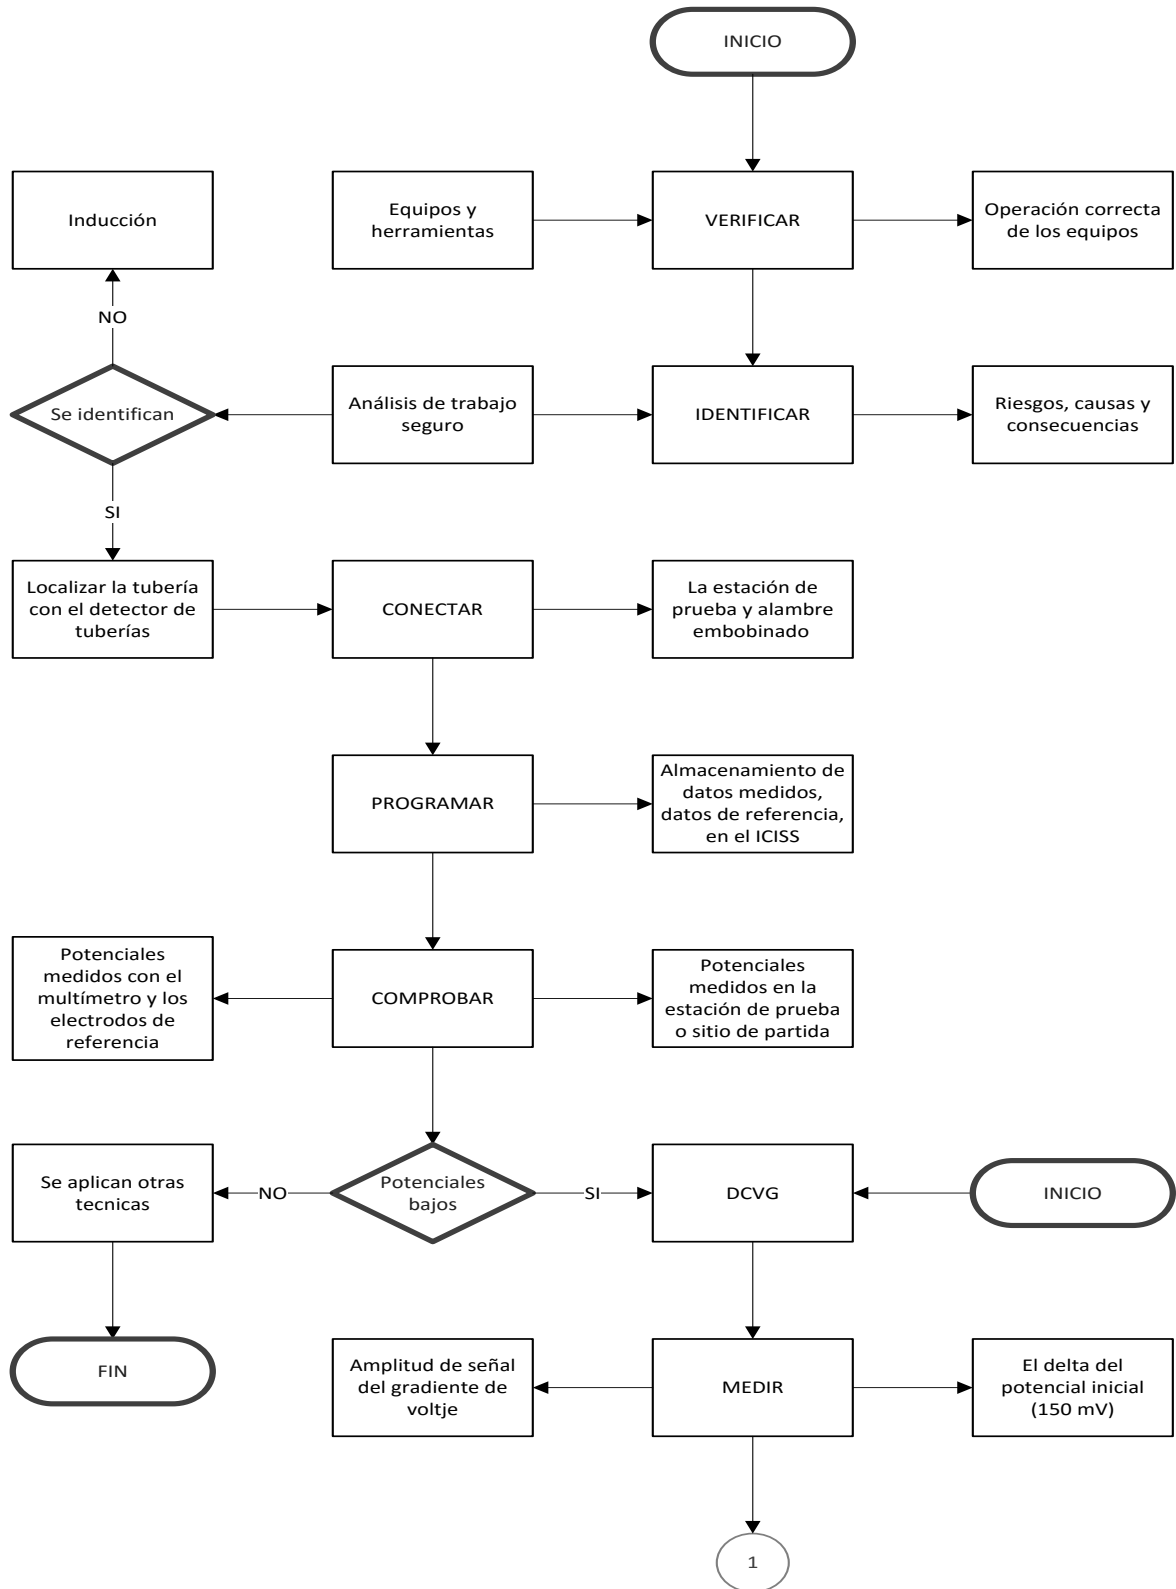 INICIO
Inducción
Equipos y
herramientas
VERIFICAR
Operación correcta
de los equipos
NO
Se identifican
Análisis de trabajo
seguro
IDENTIFICAR
Riesgos, causas y
consecuencias
SI
Localizar la tubería
con el detector de
tuberías
CONECTAR
La estación de
prueba y alambre
embobinado
PROGRAMAR
Almacenamiento de
datos medidos,
datos de referencia,
en el ICISS
Potenciales
medidos con el
multímetro y los
electrodos de
referencia
COMPROBAR
Potenciales
medidos en la
estación de prueba
o sitio de partida
Se aplican otras
tecnicas
NO
Potenciales
bajos
SI
DCVG
INICIO
FIN
Amplitud de señal
del gradiente de
voltje
MEDIR
El delta del
potencial inicial
(150 mV)
1